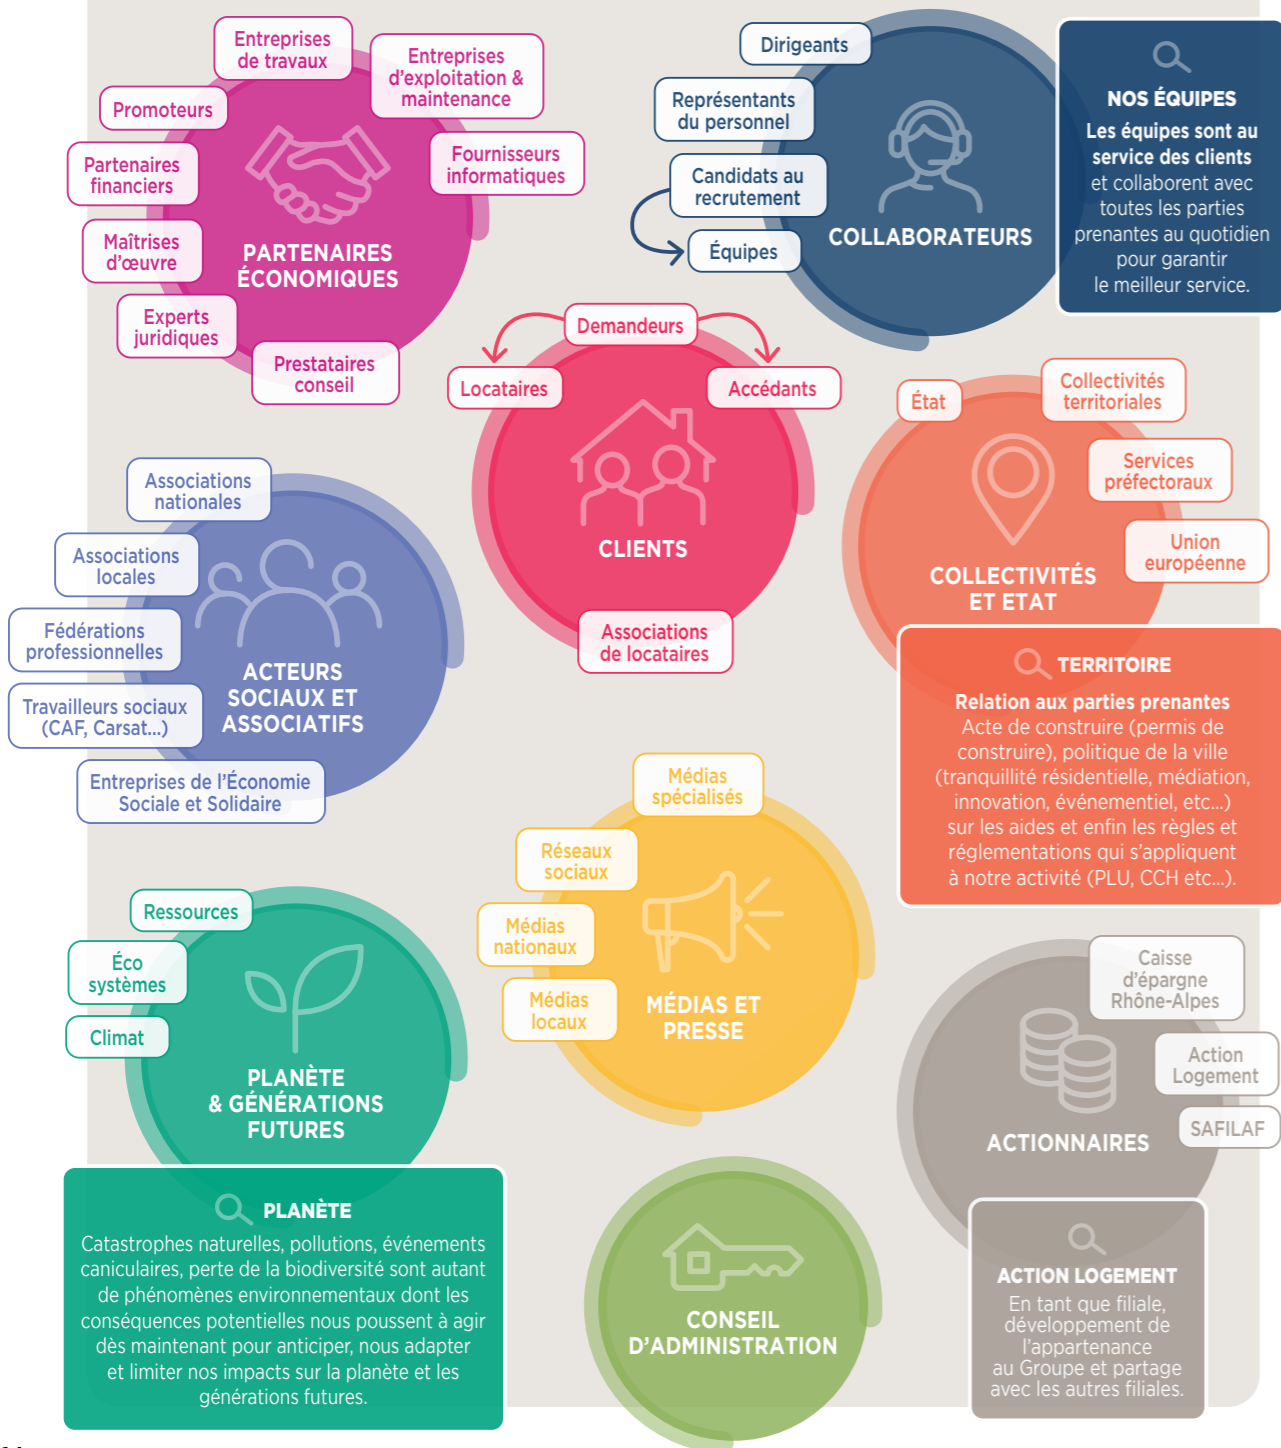 Entreprises
de travaux
Entreprises
d'exploitation &
maintenance
Promoteurs
Fournisseurs
informatiques
Partenaires
financiers
Maîtrises
d'œuvre
Experts
juridiques
Prestataires
conseil
PARTENAIRES
ÉCONOMIQUES
Dirigeants
Représentants
du personnel
Candidats au
recrutement
Équipes
COLLABORATEURS
NOS ÉQUIPES
Les équipes sont au
service des clients
et collaborent avec
toutes les parties
prenantes au quotidien
pour garantir
le meilleur service.
Demandeurs
Locataires
Accédants
CLIENTS
Associations
de locataires
État
Collectivités
territoriales
Services
préfectoraux
Union
européenne
COLLECTIVITÉS
ET ETAT
TERRITOIRE
Relation aux parties prenantes
Acte de construire (permis de
construire), politique de la ville
(tranquillité résidentielle, médiation,
innovation, événementiel, etc...)
sur les aides et enfin les règles et
réglementations qui s'appliquent
à notre activité (PLU, CCH etc...).
Associations
nationales
Associations
locales
Fédérations
professionnelles
Travailleurs sociaux
(CAF, Carsat...)
Entreprises de l'Économie
Sociale et Solidaire
ACTEURS
SOCIAUX ET
ASSOCIATIFS
Médias
spécialisés
Réseaux
sociaux
Médias
nationaux
Médias
locaux
MÉDIAS ET
PRESSE
Ressources
Éco
systèmes
Climat
PLANÈTE
& GÉNÉRATIONS
FUTURES
PLANÈTE
Catastrophes naturelles, pollutions, événements
caniculaires, perte de la biodiversité sont autant
de phénomènes environnementaux dont les
conséquences potentielles nous poussent à agir
dès maintenant pour anticiper, nous adapter
et limiter nos impacts sur la planète et les
générations futures.
Caisse
d'épargne
Rhône-Alpes
Action
Logement
SAFILAF
ACTIONNAIRES
ACTION LOGEMENT
En tant que filiale,
développement de
l'appartenance
au Groupe et partage
avec les autres filiales.
CONSEIL
D'ADMINISTRATION